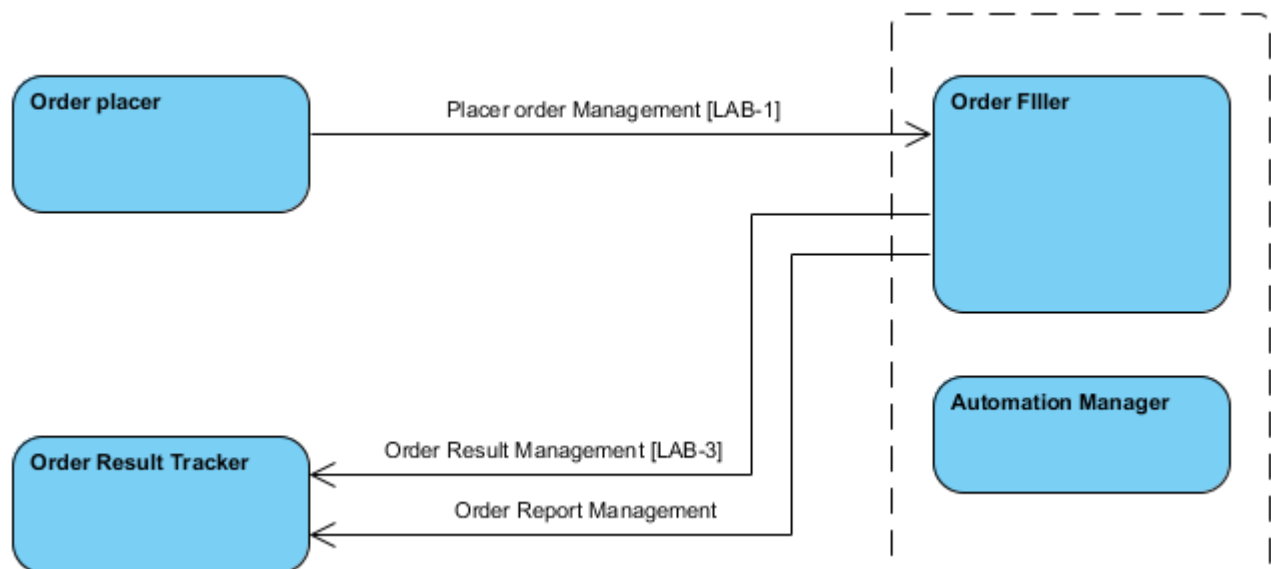 Order placer
Placer order Management [LAB-1]
Order FIller
Automation Manager
Order Result Tracker
Order Result Management [LAB-3]
Order Report Management